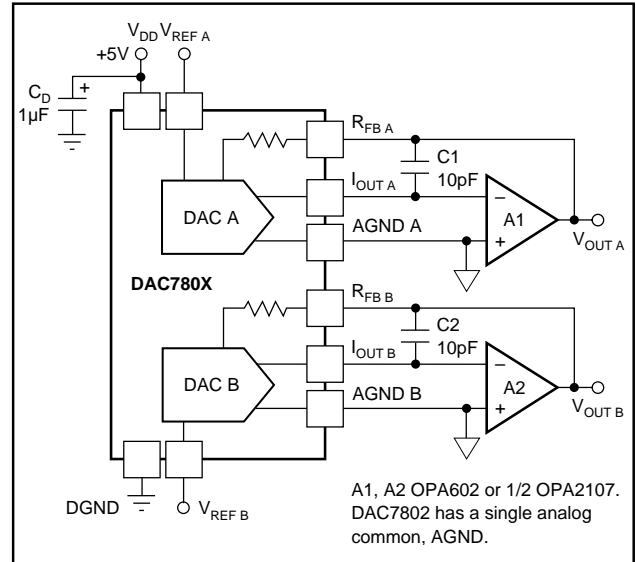 V_DD V_REF A
+5V
C_D
1µF
+
R_FB A
C1
10pF
I_OUT A
DAC A
–
A1
+
V_OUT A
AGND A
DAC780X
R_FB B
C2
10pF
I_OUT B
DAC B
–
A2
+
V_OUT B
AGND B
DGND
V_REF B
A1, A2 OPA602 or 1/2 OPA2107.
DAC7802 has a single analog
common, AGND.